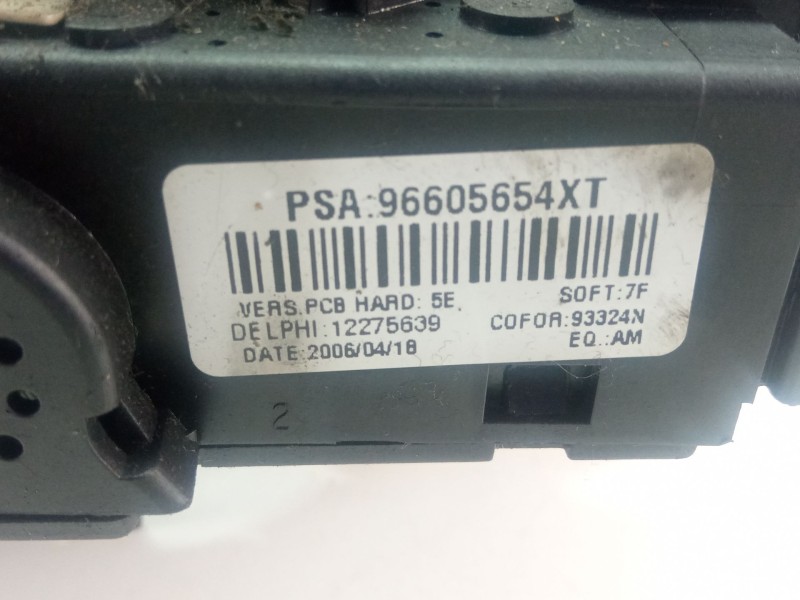 PSA:96605654XT
VERS.PCB HARD: 5E. SOFT:7F
DELPHI:12275639 COFOR:93324N
DATE:2006/04/18 EQ.:AM
2